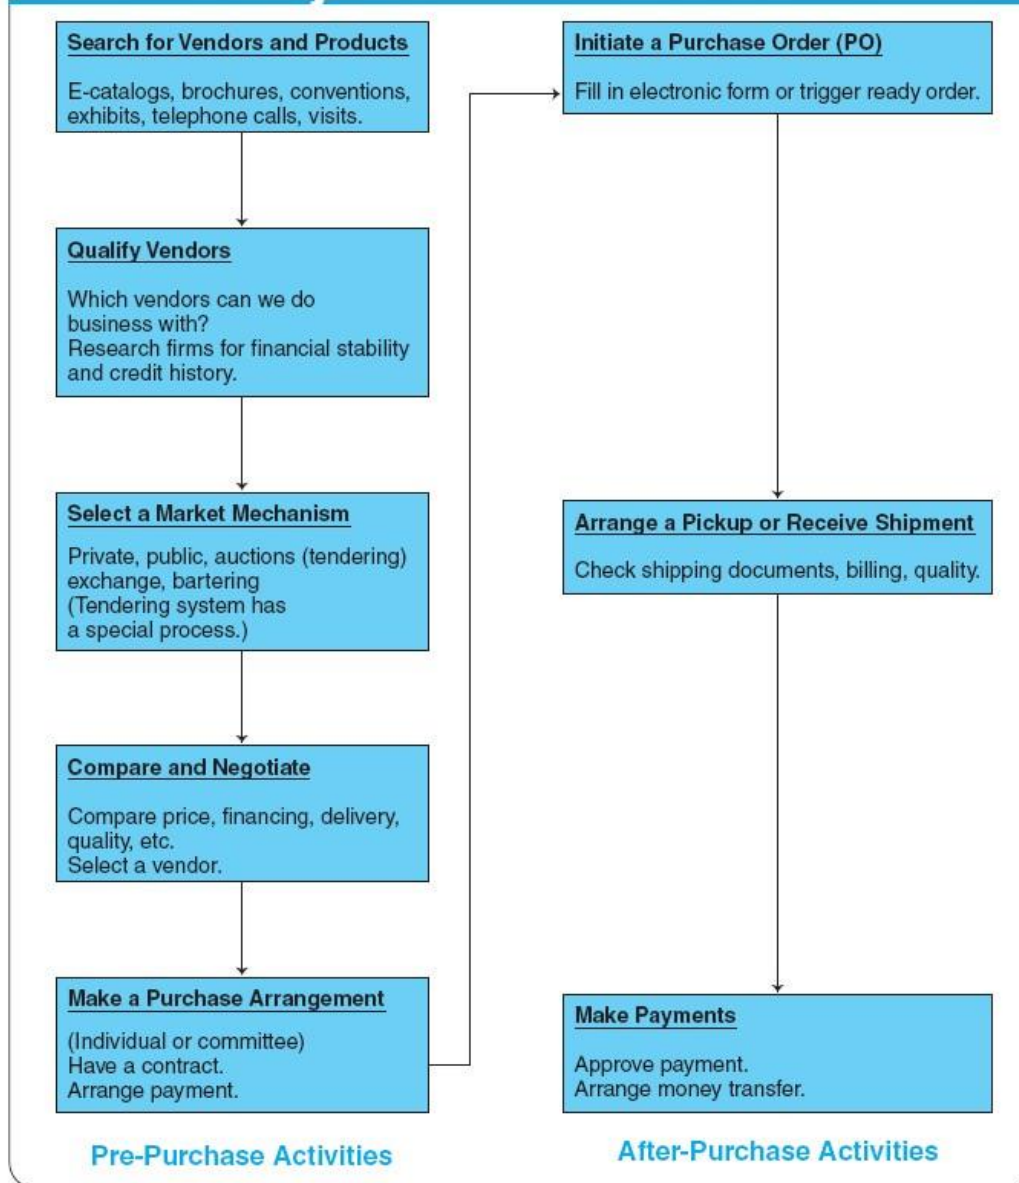 Search for Vendors and Products
E-catalogs, brochures, conventions,
exhibits, telephone calls, visits.
Qualify Vendors
Which vendors can we do
business with?
Research firms for financial stability
and credit history.
Select a Market Mechanism
Private, public, auctions (tendering)
exchange, bartering
(Tendering system has
a special process.)
Compare and Negotiate
Compare price, financing, delivery,
quality, etc.
Select a vendor.
Make a Purchase Arrangement
(Individual or committee)
Have a contract.
Arrange payment.
Pre-Purchase Activities
Initiate a Purchase Order (PO)
Fill in electronic form or trigger ready order.
Arrange a Pickup or Receive Shipment
Check shipping documents, billing, quality.
Make Payments
Approve payment.
Arrange money transfer.
After-Purchase Activities